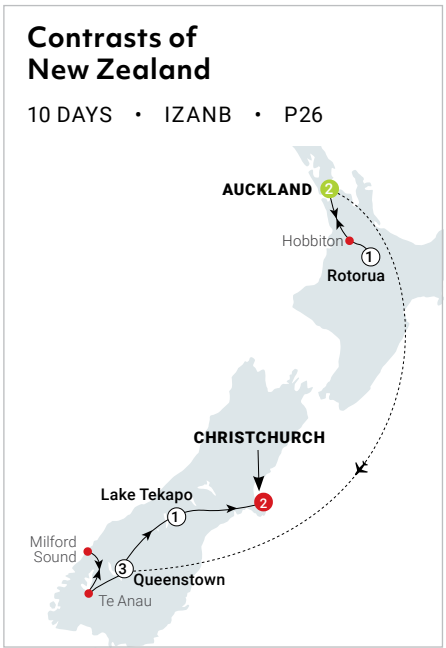 Contrasts of
New Zealand
10 DAYS • IZANB • P26
AUCKLAND 2
Hobbiton
1
Rotorua
CHRISTCHURCH
Lake Tekapo
2
1
Milford
Sound
3
Queenstown
Te Anau